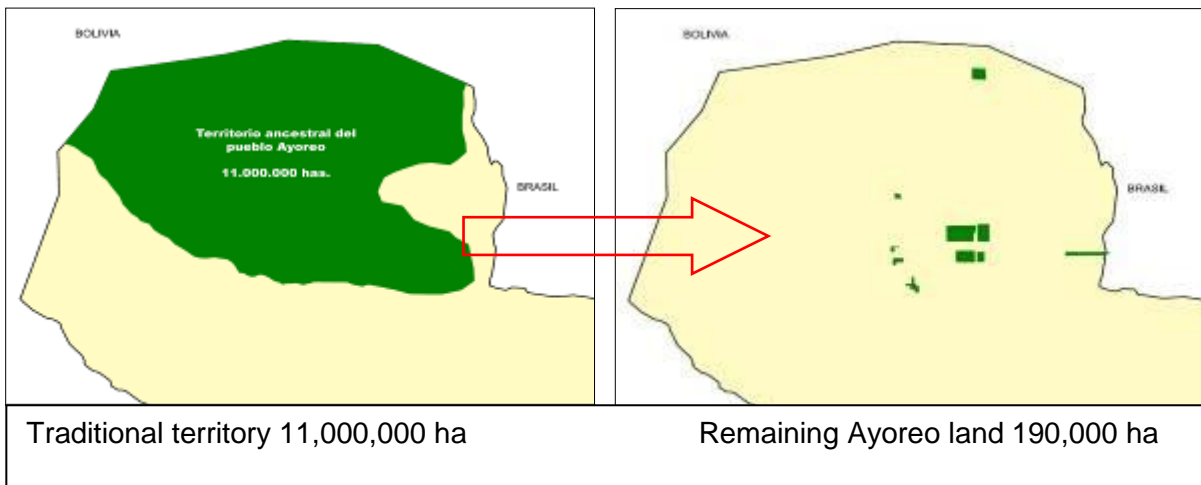 BOLIVIA
Territorio ancestral del
pueblo Ayoreo
11.000.000 has.
BRASIL
BOLIVIA
BRASIL
Traditional territory 11,000,000 ha
Remaining Ayoreo land 190,000 ha